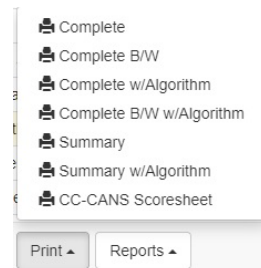 Complete
Complete B/W
Complete w/Algorithm
Complete B/W w/Algorithm
Summary
Summary w/Algorithm
CC-CANS Scoresheet
Print Reports